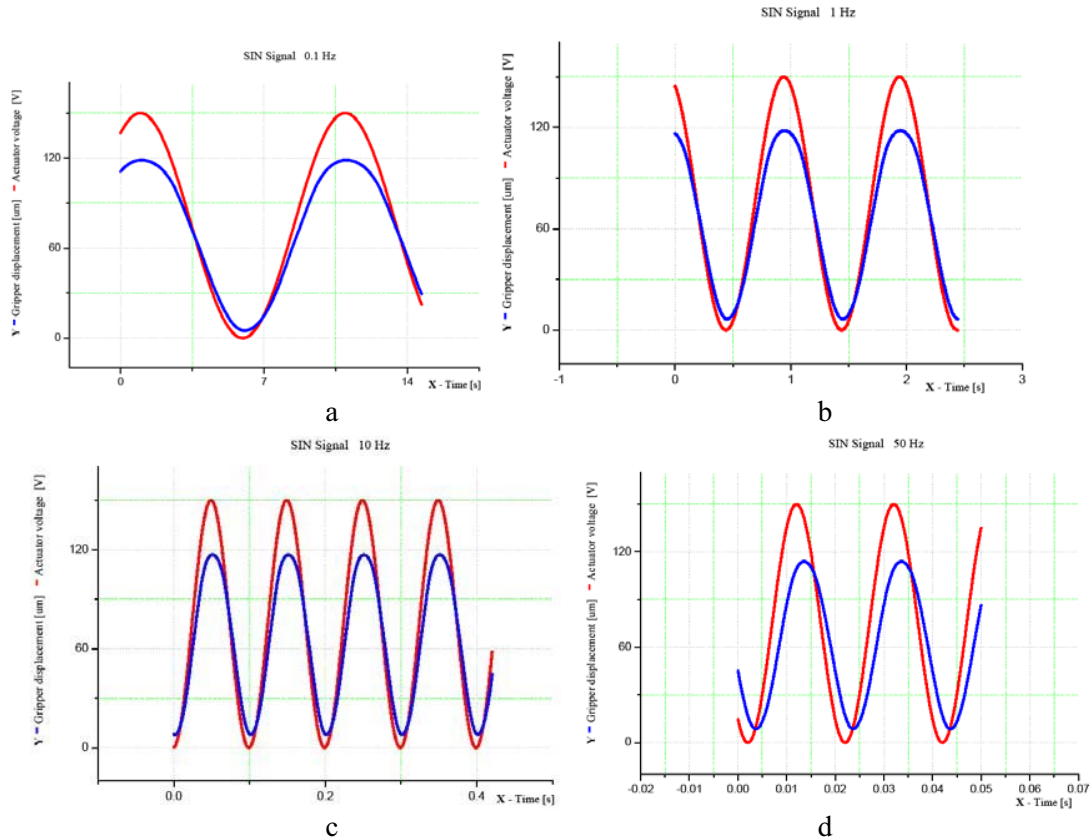 SIN Signal 0.1 Hz
Y – Gripper displacement [um] – Actuator voltage [V]
120
60
0
0
7
14
X - Time [s]
a
SIN Signal 1 Hz
Y – Gripper displacement [um] – Actuator voltage [V]
120
60
0
-1
0
1
2
3
X - Time [s]
b
SIN Signal 10 Hz
Y – Gripper displacement [um] – Actuator voltage [V]
120
60
0
0.0
0.2
0.4
X - Time [s]
c
SIN Signal 50 Hz
Y – Gripper displacement [um] – Actuator voltage [V]
120
60
0
-0.02
-0.01
0.00
0.01
0.02
0.03
0.04
0.05
0.06
0.07
X - Time [s]
d